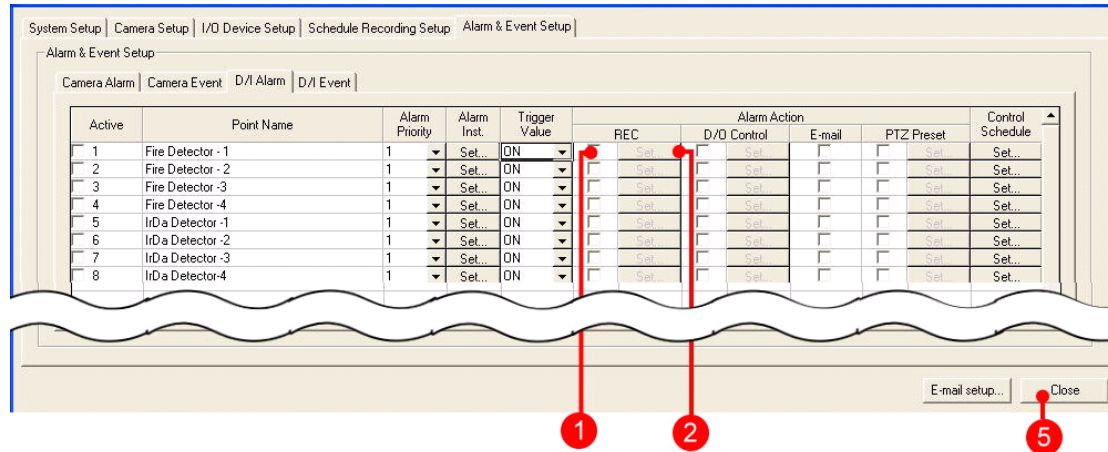 System Setup Camera Setup I/O Device Setup Schedule Recording Setup Alarm & Event Setup
Alarm & Event Setup
Camera Alarm Camera Event D/I Alarm D/I Event
Active Point Name Alarm Priority Alarm Inst. Trigger Value Alarm Action Control Schedule
REC D/O Control E-mail PTZ Preset
1 Fire Detector - 1 1 Set... ON Set... Set... Set... Set...
2 Fire Detector - 2 1 Set... ON Set... Set... Set... Set...
3 Fire Detector -3 1 Set... ON Set... Set... Set... Set...
4 Fire Detector -4 1 Set... ON Set... Set... Set... Set...
5 IrDa Detector -1 1 Set... ON Set... Set... Set... Set...
6 IrDa Detector -2 1 Set... ON Set... Set... Set... Set...
7 IrDa Detector -3 1 Set... ON Set... Set... Set... Set...
8 IrDa Detector-4 1 Set... ON Set... Set... Set... Set...
E-mail setup... Close
1 2 5